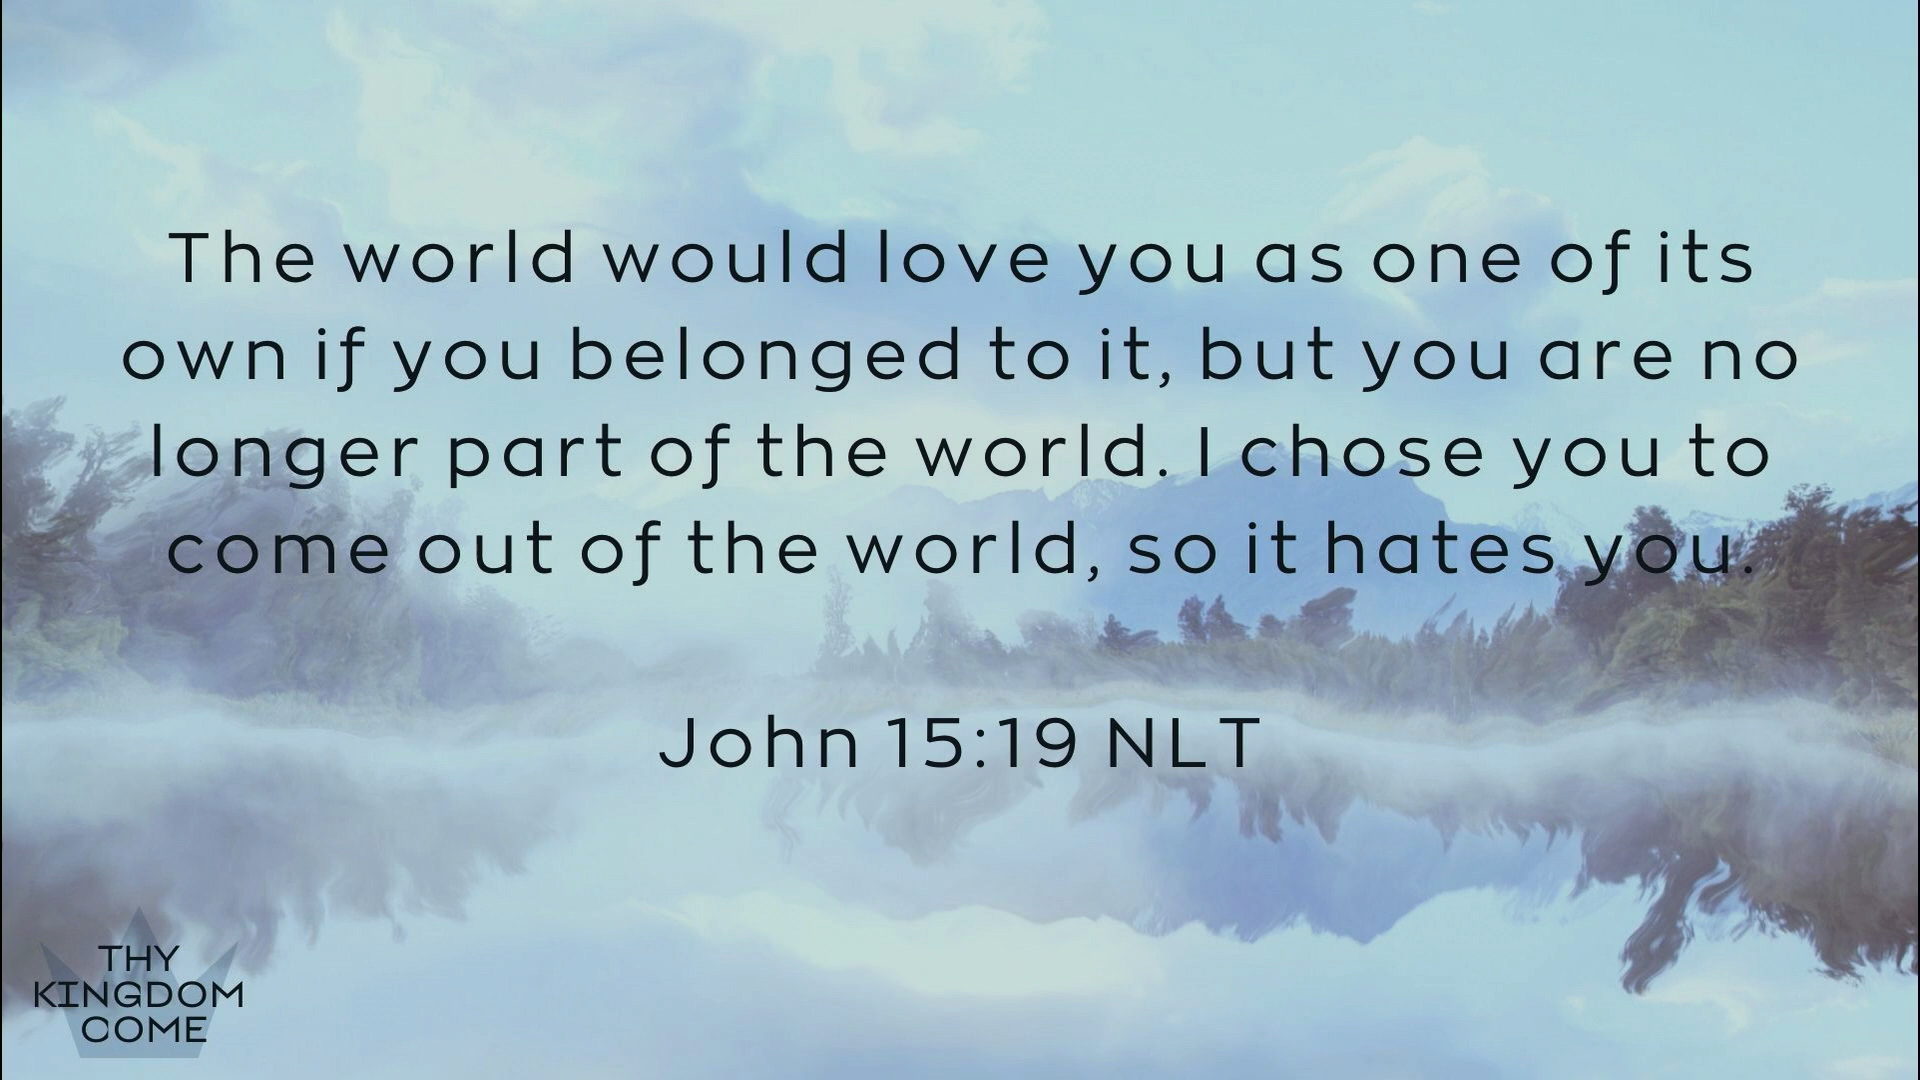 The world would love you as one of its
own if you belonged to it, but you are no
longer part of the world. I chose you to
come out of the world, so it hates you.
John 15:19 NLT
THY
KINGDOM
COME